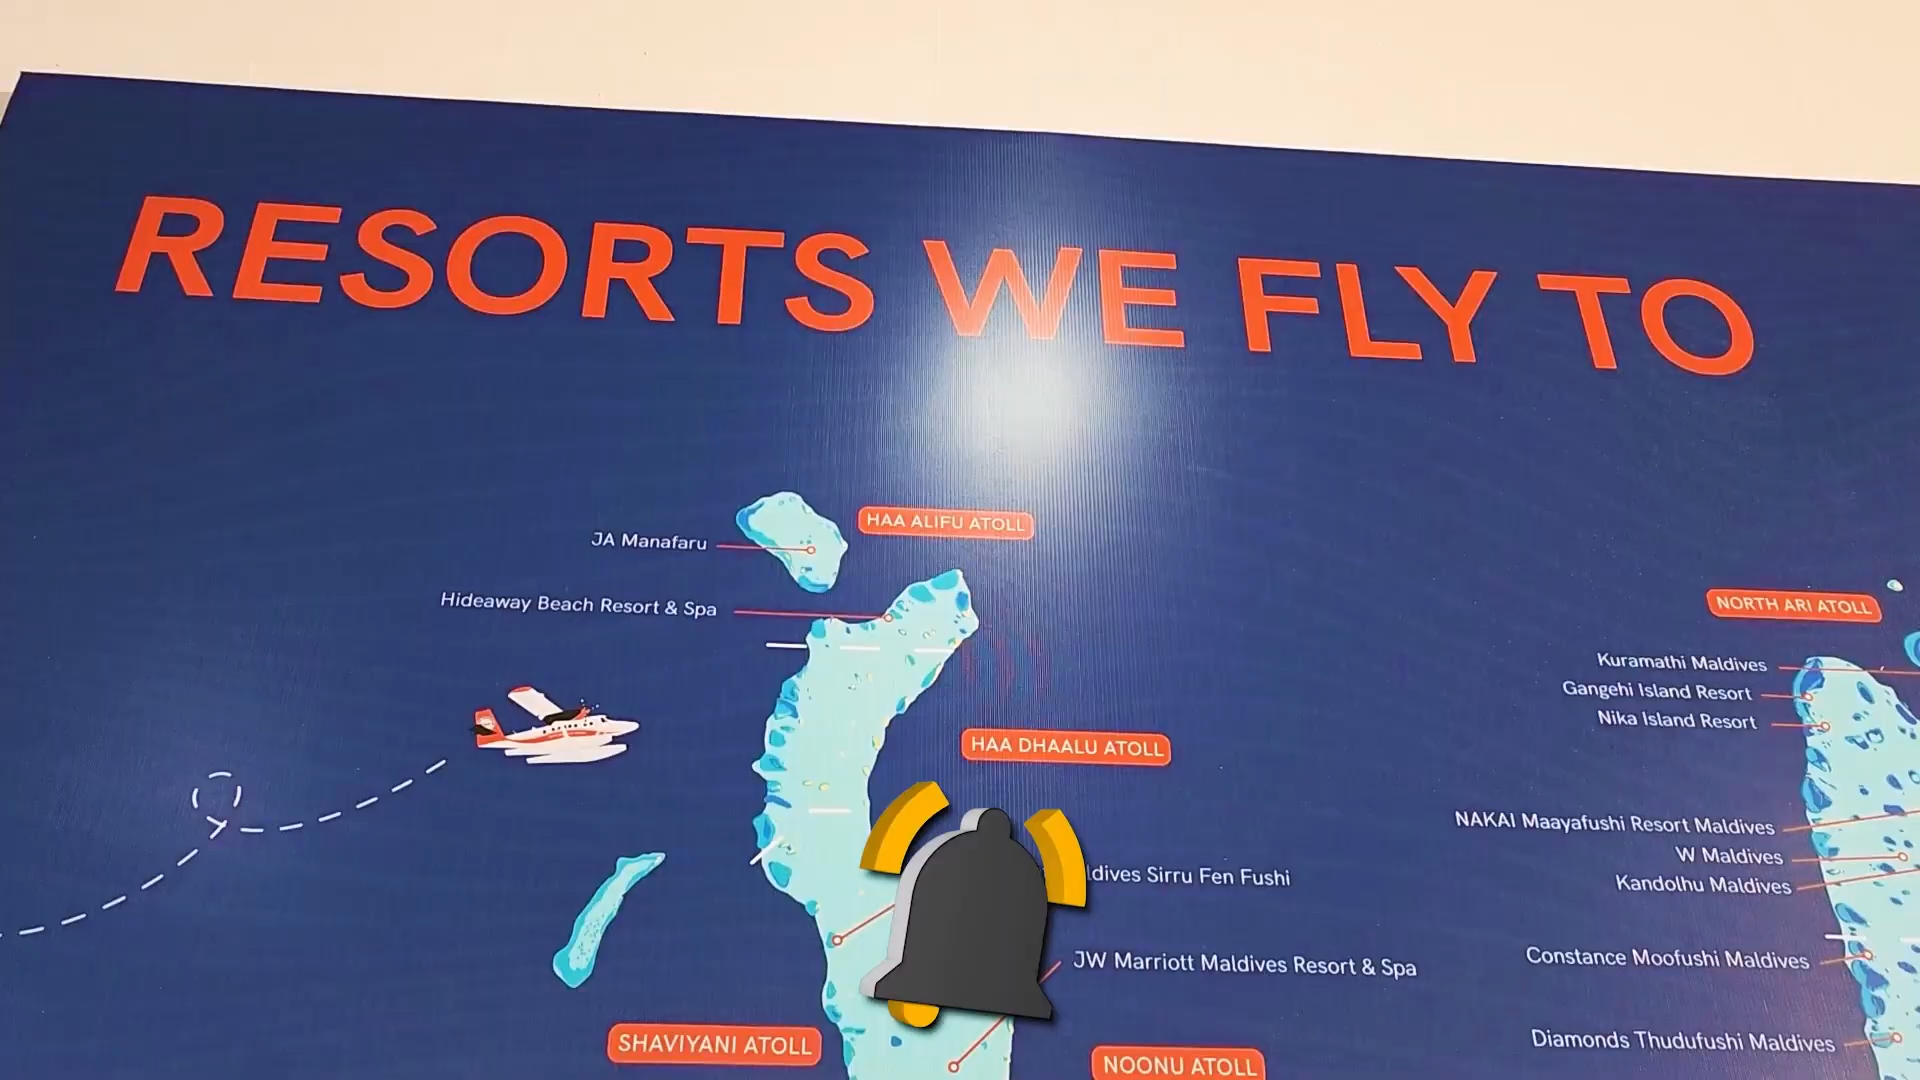 RESORTS WE FLY TO
HAA ALIFU ATOLL
JA Manafaru
Hideaway Beach Resort & Spa
HAA DHAALU ATOLL
Sirru Fen Fushi
JW Marriott Maldives Resort & Spa
SHAVIYANI ATOLL
NOONU ATOLL
NORTH ARI ATOLL
Kuramathi Maldives
Gangehi Island Resort
Nika Island Resort
NAKAI Maayafushi Resort Maldives
W Maldives
Kandolhu Maldives
Constance Moofushi Maldives
Diamonds Thudufushi Maldives